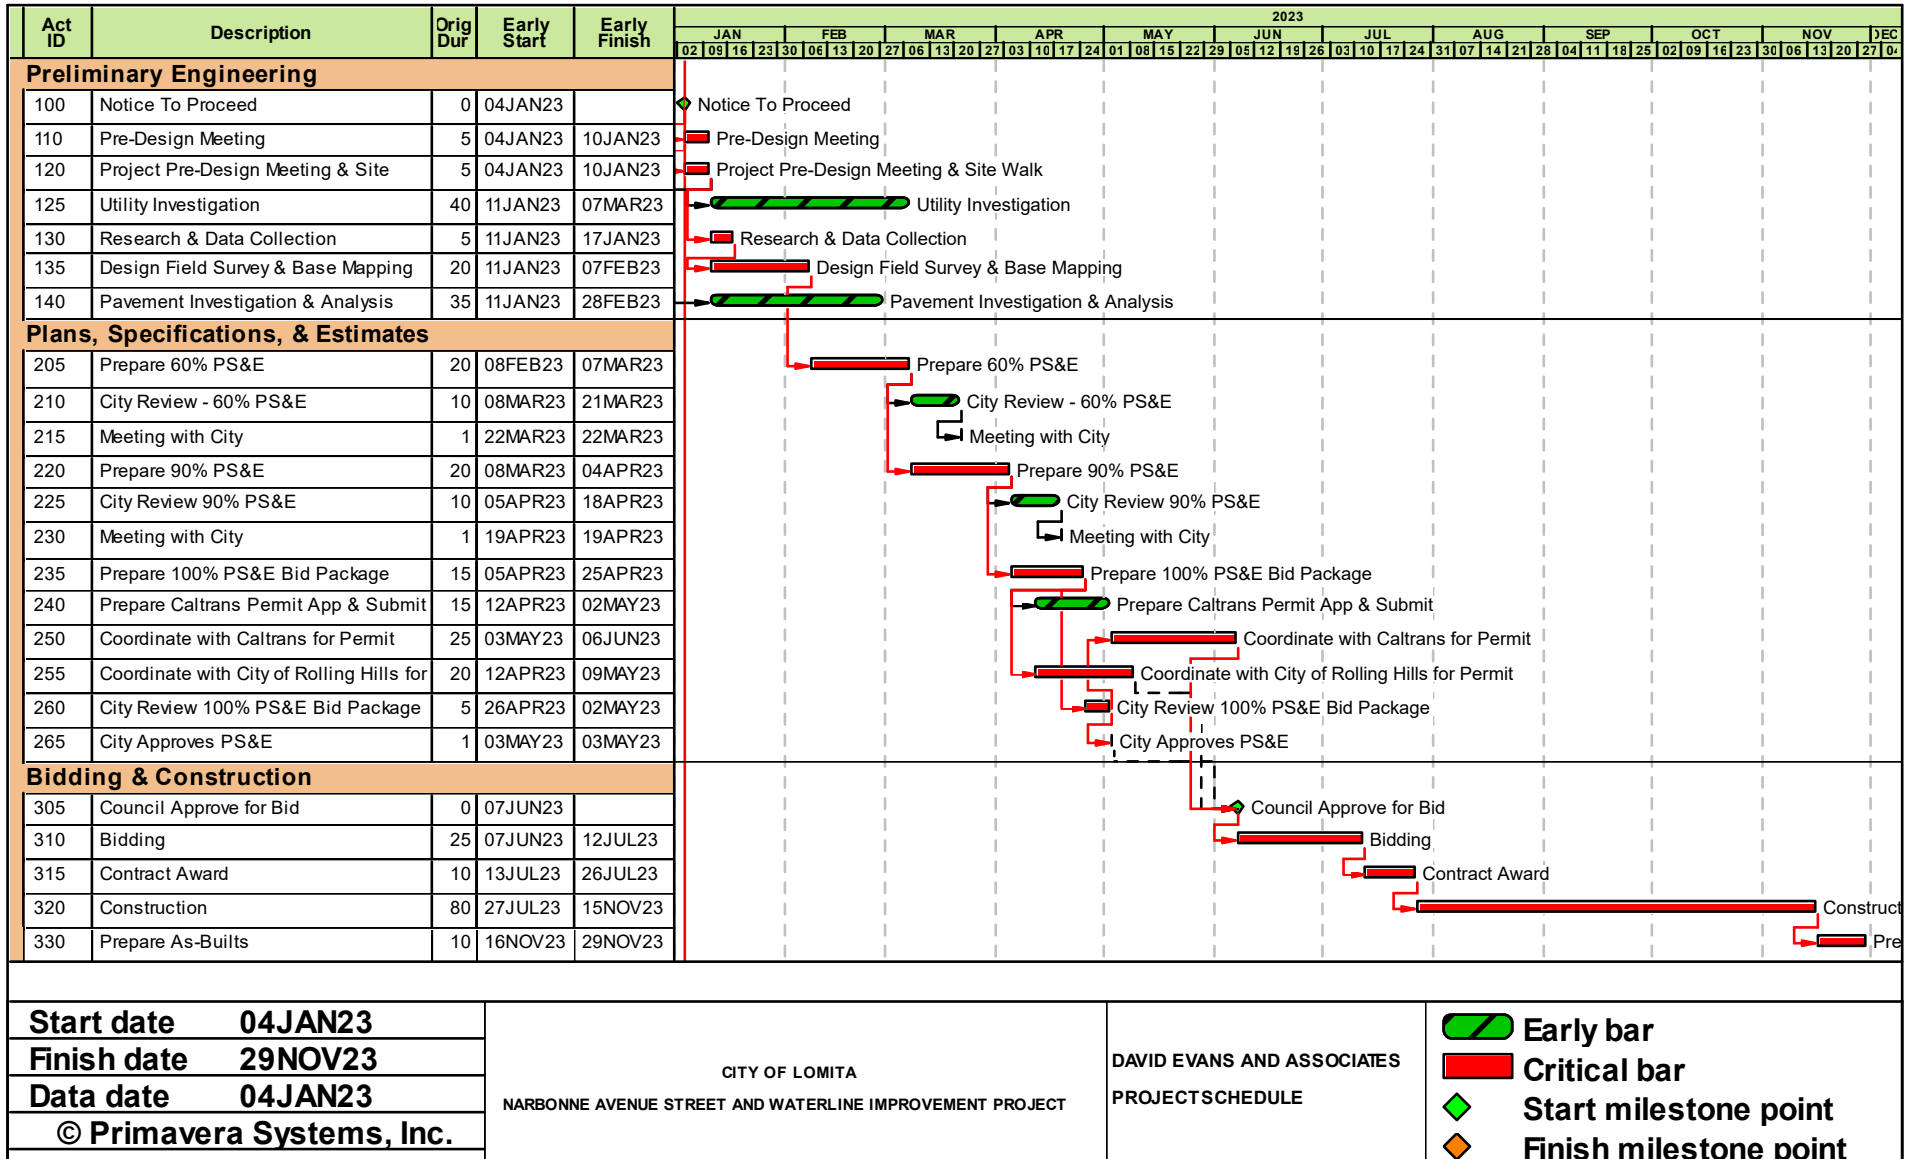 2023
Act ID Description Orig Dur Early Start Early Finish
JAN FEB MAR APR MAY JUN JUL AUG SEP OCT NOV DEC
02 09 16 23 30 06 13 20 27 06 13 20 27 03 10 17 24 01 08 15 22 29 05 12 19 26 03 10 17 24 31 07 14 21 28 04 11 18 25 02 09 16 23 30 06 13 20 27 04
Preliminary Engineering
100 Notice To Proceed 0 04JAN23 Notice To Proceed
110 Pre-Design Meeting 5 04JAN23 10JAN23 Pre-Design Meeting
120 Project Pre-Design Meeting & Site 5 04JAN23 10JAN23 Project Pre-Design Meeting & Site Walk
125 Utility Investigation 40 11JAN23 07MAR23 Utility Investigation
130 Research & Data Collection 5 11JAN23 17JAN23 Research & Data Collection
135 Design Field Survey & Base Mapping 20 11JAN23 07FEB23 Design Field Survey & Base Mapping
140 Pavement Investigation & Analysis 35 11JAN23 28FEB23 Pavement Investigation & Analysis
Plans, Specifications, & Estimates
205 Prepare 60% PS&E 20 08FEB23 07MAR23 Prepare 60% PS&E
210 City Review - 60% PS&E 10 08MAR23 21MAR23 City Review - 60% PS&E
215 Meeting with City 1 22MAR23 22MAR23 Meeting with City
220 Prepare 90% PS&E 20 08MAR23 04APR23 Prepare 90% PS&E
225 City Review 90% PS&E 10 05APR23 18APR23 City Review 90% PS&E
230 Meeting with City 1 19APR23 19APR23 Meeting with City
235 Prepare 100% PS&E Bid Package 15 05APR23 25APR23 Prepare 100% PS&E Bid Package
240 Prepare Caltrans Permit App & Submit 15 12APR23 02MAY23 Prepare Caltrans Permit App & Submit
250 Coordinate with Caltrans for Permit 25 03MAY23 06JUN23 Coordinate with Caltrans for Permit
255 Coordinate with City of Rolling Hills for 20 12APR23 09MAY23 Coordinate with City of Rolling Hills for Permit
260 City Review 100% PS&E Bid Package 5 26APR23 02MAY23 City Review 100% PS&E Bid Package
265 City Approves PS&E 1 03MAY23 03MAY23 City Approves PS&E
Bidding & Construction
305 Council Approve for Bid 0 07JUN23 Council Approve for Bid
310 Bidding 25 07JUN23 12JUL23 Bidding
315 Contract Award 10 13JUL23 26JUL23 Contract Award
320 Construction 80 27JUL23 15NOV23 Construct
330 Prepare As-Builts 10 16NOV23 29NOV23 Pre
Start date 04JAN23
Finish date 29NOV23
Data date 04JAN23
© Primavera Systems, Inc.
CITY OF LOMITA
NARBONNE AVENUE STREET AND WATERLINE IMPROVEMENT PROJECT
DAVID EVANS AND ASSOCIATES
PROJECT SCHEDULE
Early bar
Critical bar
Start milestone point
Finish milestone point